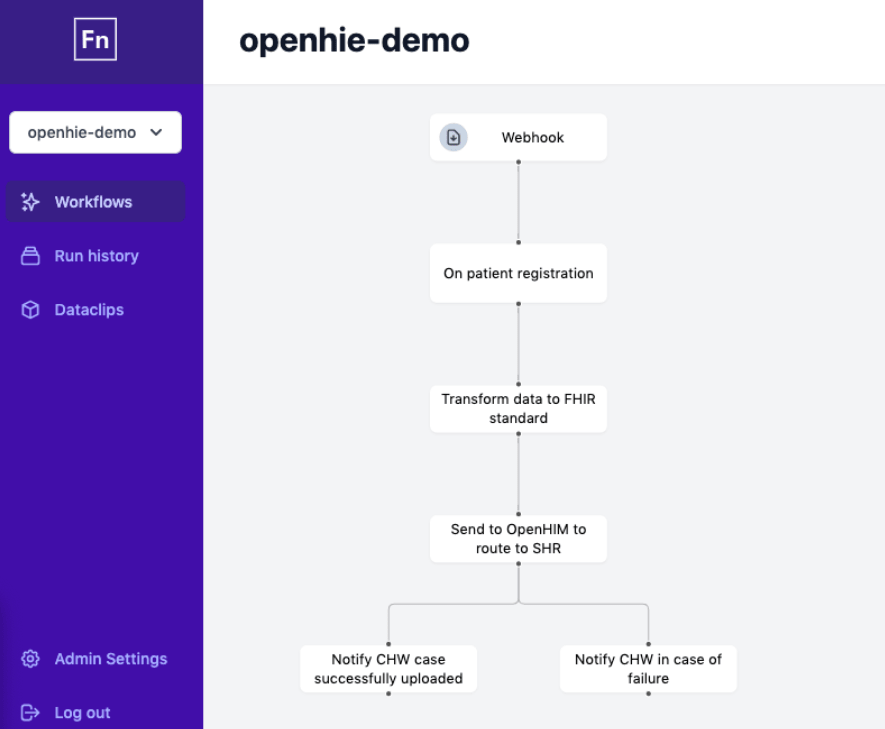 Fn
openhie-demo
openhie-demo
Workflows
Run history
Dataclips
Admin Settings
Log out
Webhook
On patient registration
Transform data to FHIR
standard
Send to OpenHIM to
route to SHR
Notify CHW case
successfully uploaded
Notify CHW in case of
failure